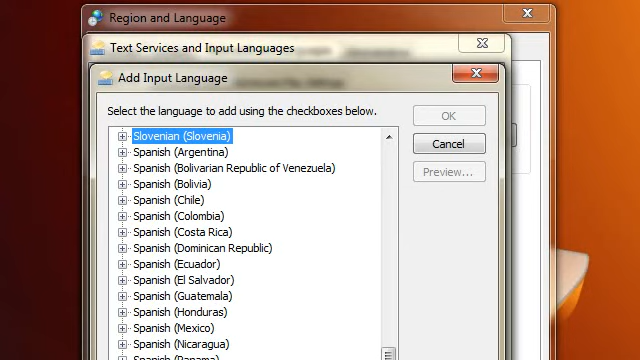 Region and Language
Text Services and Input Languages
Add Input Language
Select the language to add using the checkboxes below.
OK
Cancel
Preview...
Slovenian (Slovenia)
Spanish (Argentina)
Spanish (Bolivarian Republic of Venezuela)
Spanish (Bolivia)
Spanish (Chile)
Spanish (Colombia)
Spanish (Costa Rica)
Spanish (Dominican Republic)
Spanish (Ecuador)
Spanish (El Salvador)
Spanish (Guatemala)
Spanish (Honduras)
Spanish (Mexico)
Spanish (Nicaragua)
Spanish (Panama)